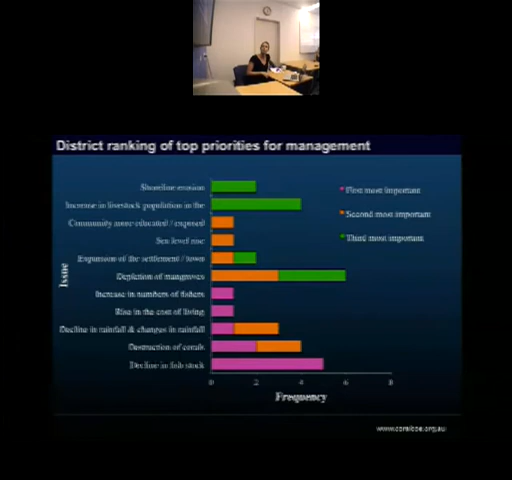 District ranking of top priorities for management
Shoreline erosion
Increase in livestock population in the
Community more educated / exposed
Sea level rise
Expansion of the settlement / town
Depletion of mangroves
Increase in numbers of fishers
Rise in the cost of living
Decline in rainfall & changes in rainfall
Destruction of corals
Decline in fish stock
Issue
0 2 4 6 8
Frequency
First most important
Second most important
Third most important
www.coralcoe.org.au